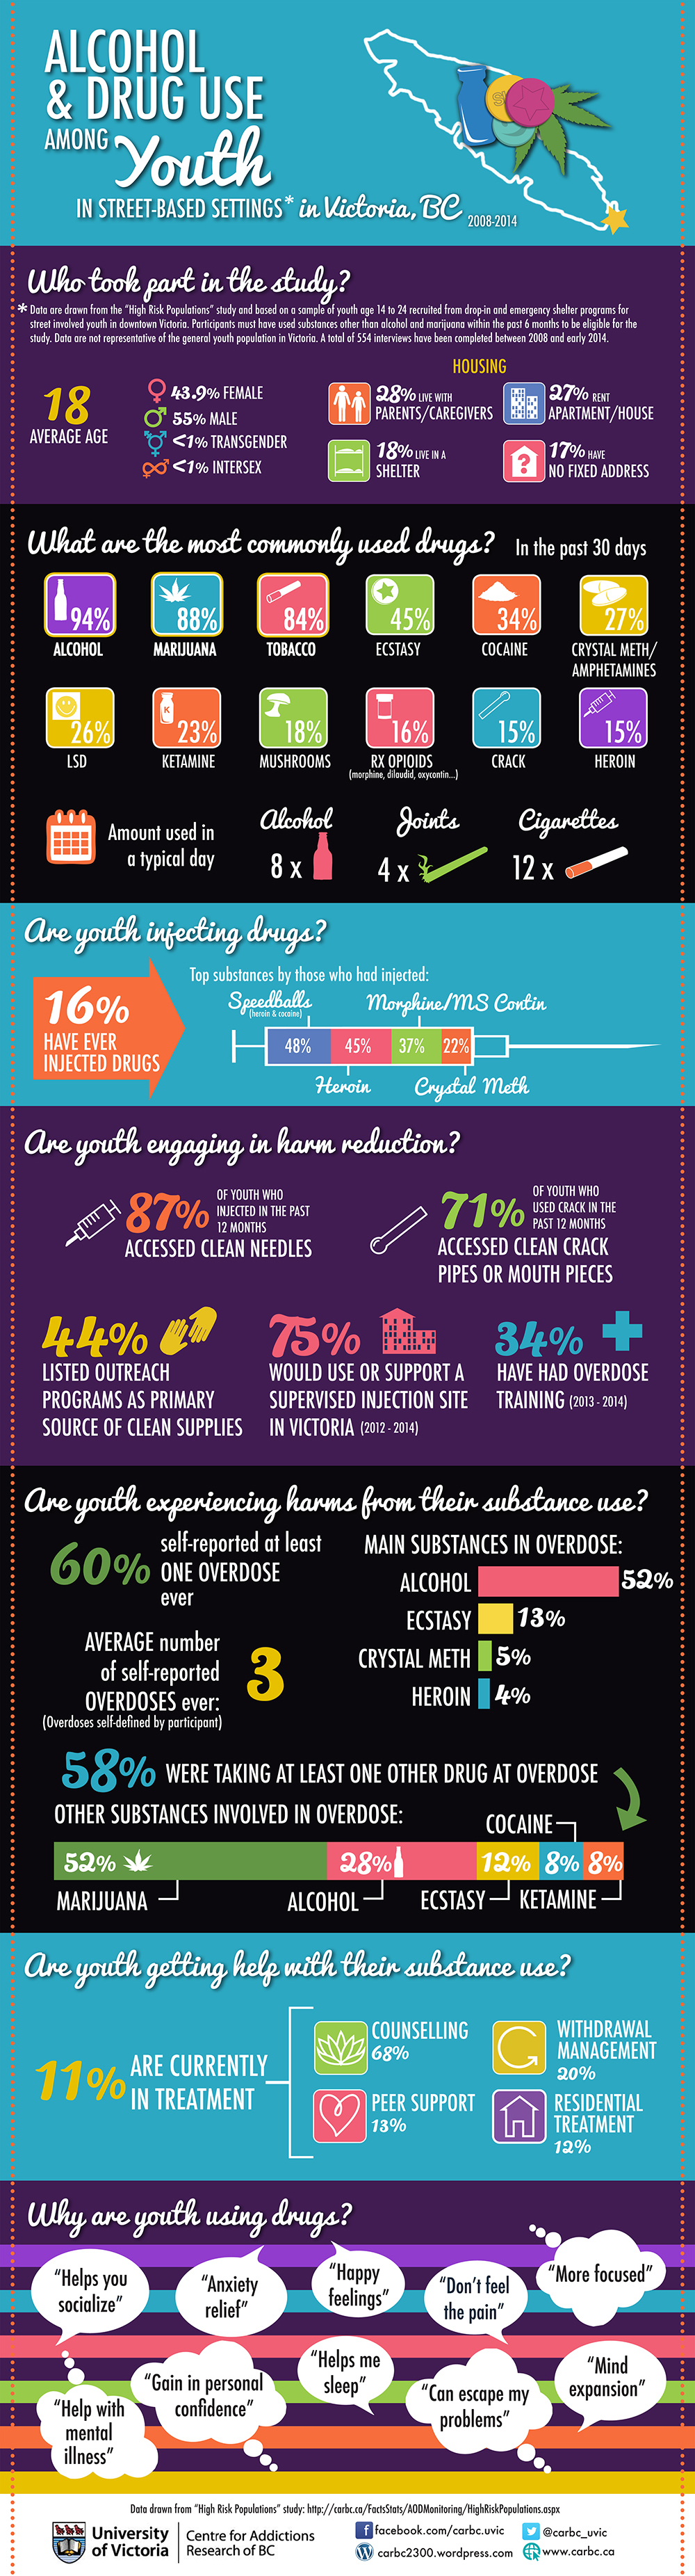 ALCOHOL
& DRUG USE
AMONG Youth
IN STREET-BASED SETTINGS* in Victoria, BC 2008-2014
Who took part in the study?
* Data are drawn from the "High Risk Populations" study and based on a sample of youth age 14 to 24 recruited from drop-in and emergency shelter programs for
street involved youth in downtown Victoria. Participants must have used substances other than alcohol and marijuana within the past 6 months to be eligible for the
study. Data are not representative of the general youth population in Victoria. A total of 554 interviews have been completed between 2008 and early 2014.
18
AVERAGE AGE
43.9% FEMALE
55% MALE
<1% TRANSGENDER
<1% INTERSEX
HOUSING
28% LIVE WITH
PARENTS/CAREGIVERS
27% RENT
APARTMENT/HOUSE
18% LIVE IN A
SHELTER
?
17% HAVE
NO FIXED ADDRESS
What are the most commonly used drugs? In the past 30 days
94%
ALCOHOL
88%
MARIJUANA
84%
TOBACCO
45%
ECSTASY
34%
COCAINE
27%
CRYSTAL METH/
AMPHETAMINES
26%
LSD
K
23%
KETAMINE
18%
MUSHROOMS
16%
RX OPIOIDS
(morphine, dilaudid, oxycontin...)
15%
CRACK
15%
HEROIN
Amount used in
a typical day
Alcohol
8 x
Joints
4 x
Cigarettes
12 x
Are youth injecting drugs?
16%
HAVE EVER
INJECTED DRUGS
Top substances by those who had injected:
Speedballs
(heroin & cocaine)
Morphine/MS Contin
48% 45% 37% 22%
Heroin
Crystal Meth
Are youth engaging in harm reduction?
87% OF YOUTH WHO
INJECTED IN THE PAST
12 MONTHS
ACCESSED CLEAN NEEDLES
71% OF YOUTH WHO
USED CRACK IN THE
PAST 12 MONTHS
ACCESSED CLEAN CRACK
PIPES OR MOUTH PIECES
44%
LISTED OUTREACH
PROGRAMS AS PRIMARY
SOURCE OF CLEAN SUPPLIES
75%
WOULD USE OR SUPPORT A
SUPERVISED INJECTION SITE
IN VICTORIA (2012 - 2014)
34%
HAVE HAD OVERDOSE
TRAINING (2013 - 2014)
Are youth experiencing harms from their substance use?
60% self-reported at least
ONE OVERDOSE
ever
AVERAGE number
of self-reported
OVERDOSES ever:
(Overdoses self-defined by participant)
3
MAIN SUBSTANCES IN OVERDOSE:
ALCOHOL 52%
ECSTASY 13%
CRYSTAL METH 5%
HEROIN 4%
58% WERE TAKING AT LEAST ONE OTHER DRUG AT OVERDOSE
OTHER SUBSTANCES INVOLVED IN OVERDOSE:
COCAINE
52% 28% 12% 8% 8%
MARIJUANA ALCOHOL ECSTASY KETAMINE
Are youth getting help with their substance use?
11% ARE CURRENTLY
IN TREATMENT
COUNSELLING
68%
WITHDRAWAL
MANAGEMENT
20%
PEER SUPPORT
13%
RESIDENTIAL
TREATMENT
12%
Why are youth using drugs?
"Helps you
socialize"
"Anxiety
relief"
"Happy
feelings"
"Don't feel
the pain"
"More focused"
"Help with
mental
illness"
"Gain in personal
confidence"
"Helps me
sleep"
"Can escape my
problems"
"Mind
expansion"
Data drawn from "High Risk Populations" study: http://carbc.ca/FactsStats/AODMonitoring/HighRiskPopulations.aspx
University
of Victoria
Centre for Addictions
Research of BC
facebook.com/carbc.uvic
@carbc_uvic
carbc2300.wordpress.com
www.carbc.ca